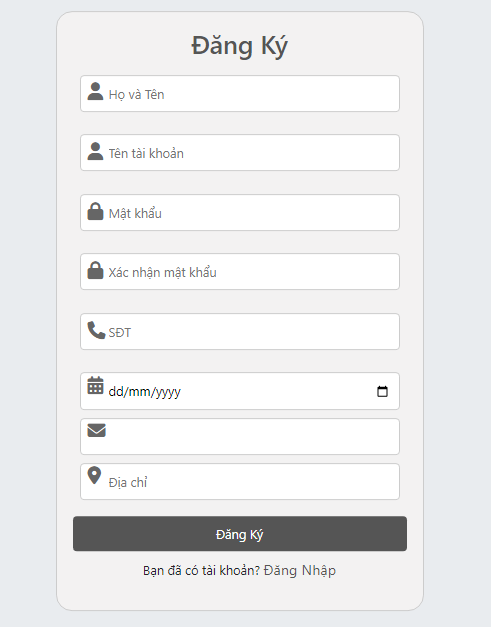 Đăng Ký
Họ và Tên
Tên tài khoản
Mật khẩu
Xác nhận mật khẩu
SĐT
dd/mm/yyyy
Địa chỉ
Đăng Ký
Bạn đã có tài khoản? Đăng Nhập